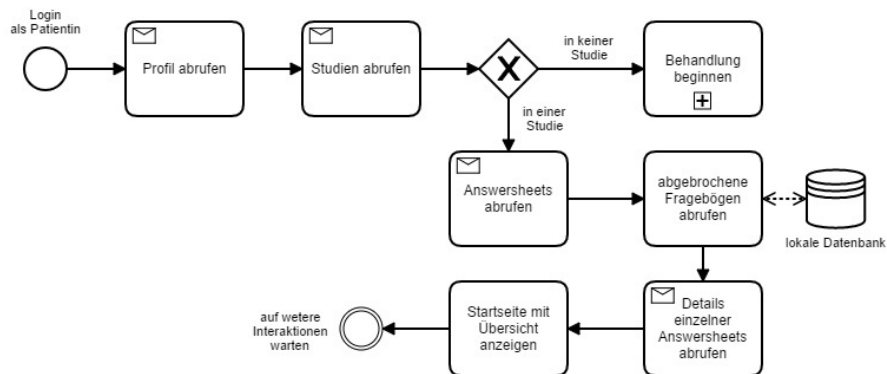 Login
als Patientin
Profil abrufen
Studien abrufen
X
in keiner
Studie
Behandlung
beginnen
in einer
Studie
Answersheets
abrufen
abgebrochene
Fragebögen
abrufen
lokale Datenbank
Details
einzelner
Answersheets
abrufen
Startseite mit
Übersicht
anzeigen
auf wetere
Interaktionen
warten